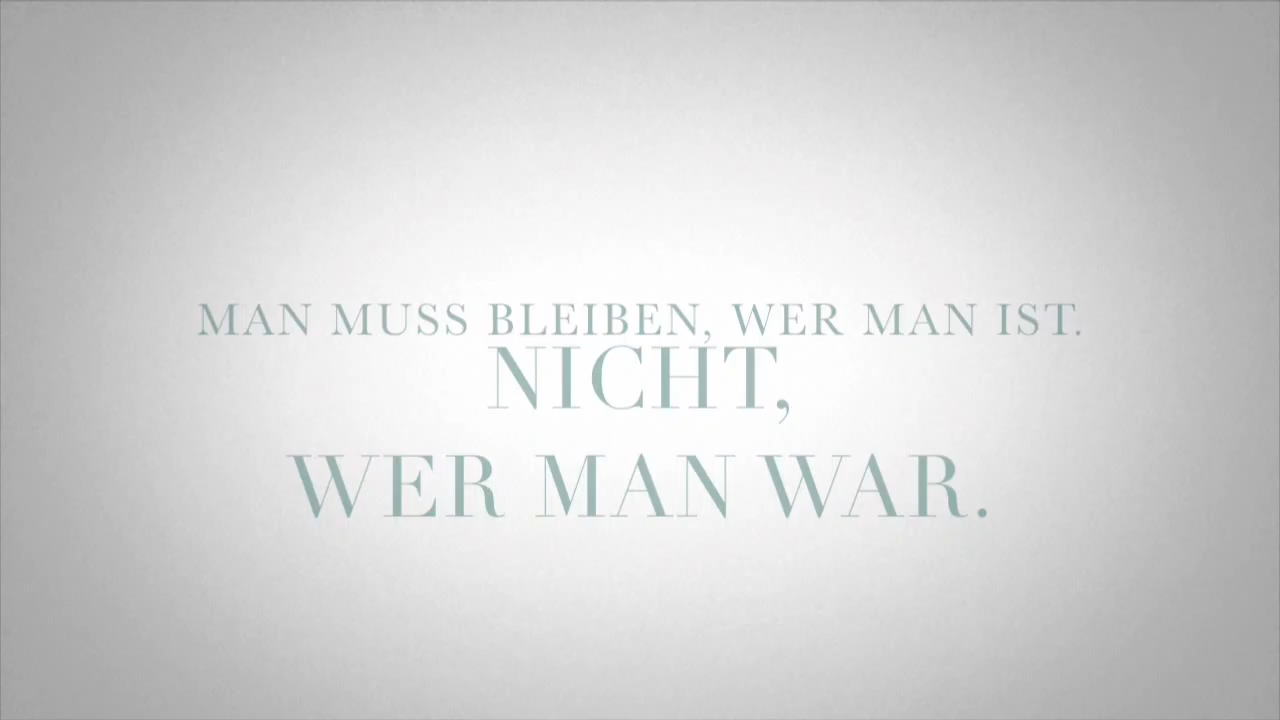 MAN MUSS BLEIBEN, WER MAN IST.
NICHT,
WER MAN WAR.